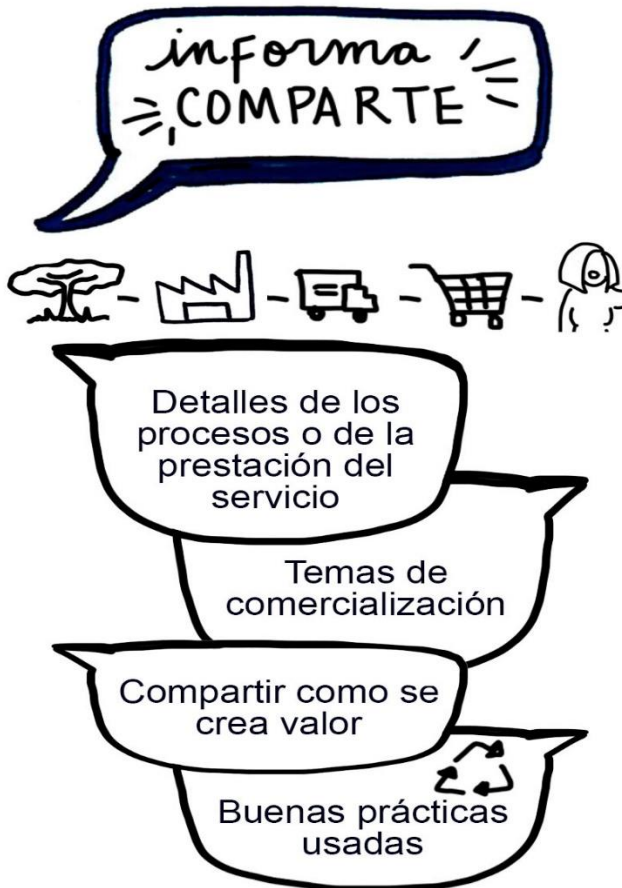 informa
COMPARTE
Detalles de los
procesos o de la
prestación del
servicio
Temas de
comercialización
Compartir como se
crea valor
Buenas prácticas
usadas